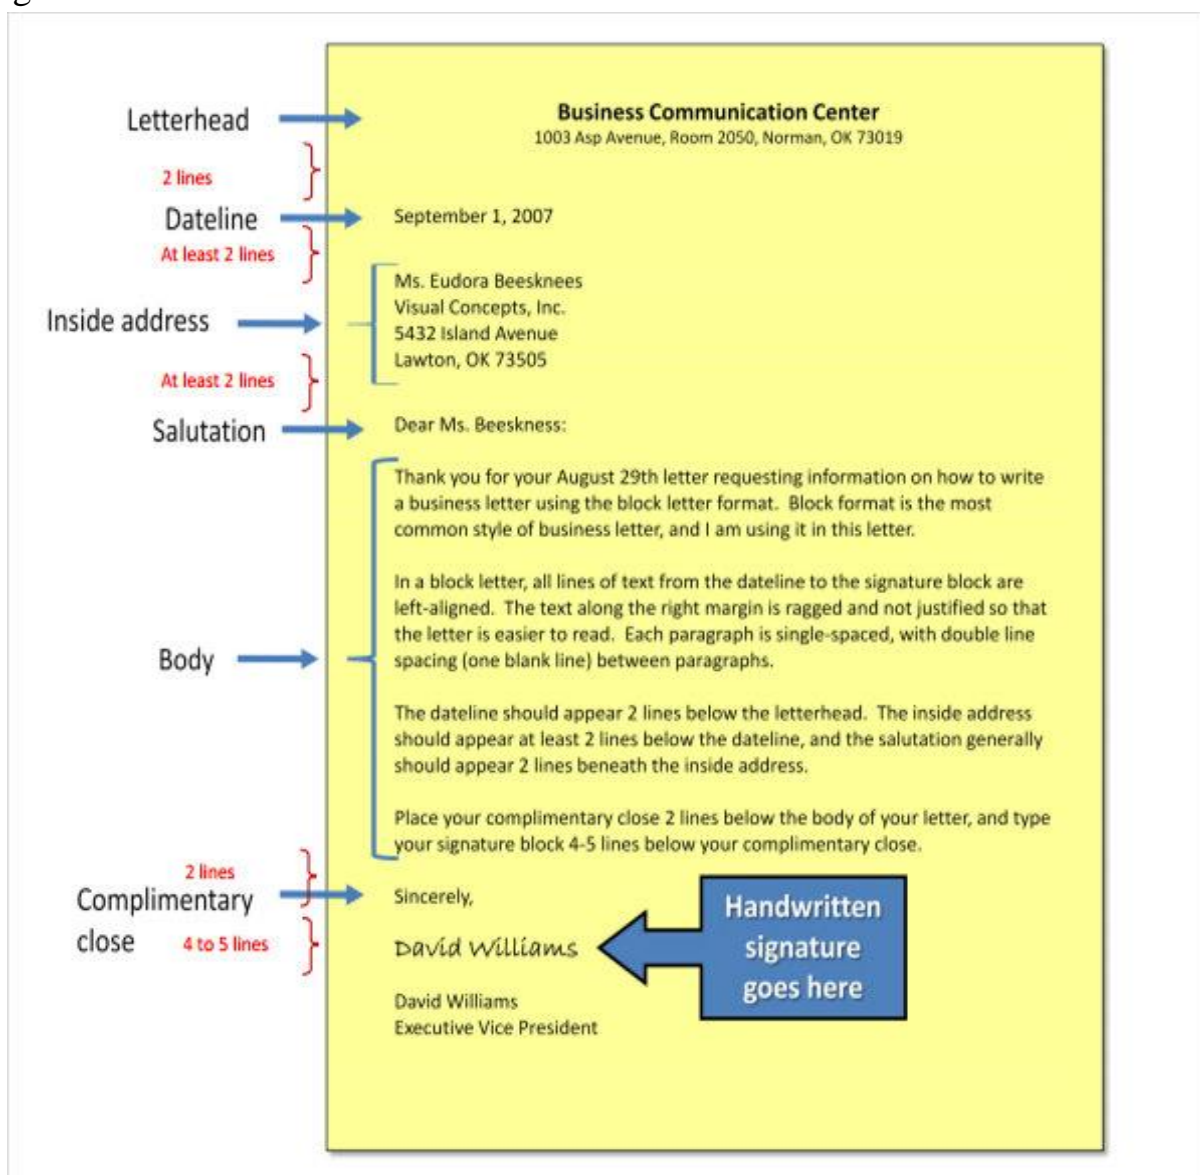 Letterhead
Business Communication Center
1003 Asp Avenue, Room 2050, Norman, OK 73019
2 lines
Dateline
September 1, 2007
At least 2 lines
Ms. Eudora Beesknees
Visual Concepts, Inc.
Inside address
5432 Island Avenue
Lawton, OK 73505
At least 2 lines
Salutation
Dear Ms. Beeskness:
Thank you for your August 29th letter requesting information on how to write
a business letter using the block letter format.  Block format is the most
common style of business letter, and I am using it in this letter.
In a block letter, all lines of text from the dateline to the signature block are
left-aligned.  The text along the right margin is ragged and not justified so that
the letter is easier to read.  Each paragraph is single-spaced, with double line
Body
spacing (one blank line) between paragraphs.
The dateline should appear 2 lines below the letterhead.  The inside address
should appear at least 2 lines below the dateline, and the salutation generally
should appear 2 lines beneath the inside address.
Place your complimentary close 2 lines below the body of your letter, and type
your signature block 4-5 lines below your complimentary close.
2 lines
Complimentary
close
Sincerely,
4 to 5 lines
David Williams
Handwritten
signature
goes here
David Williams
Executive Vice President